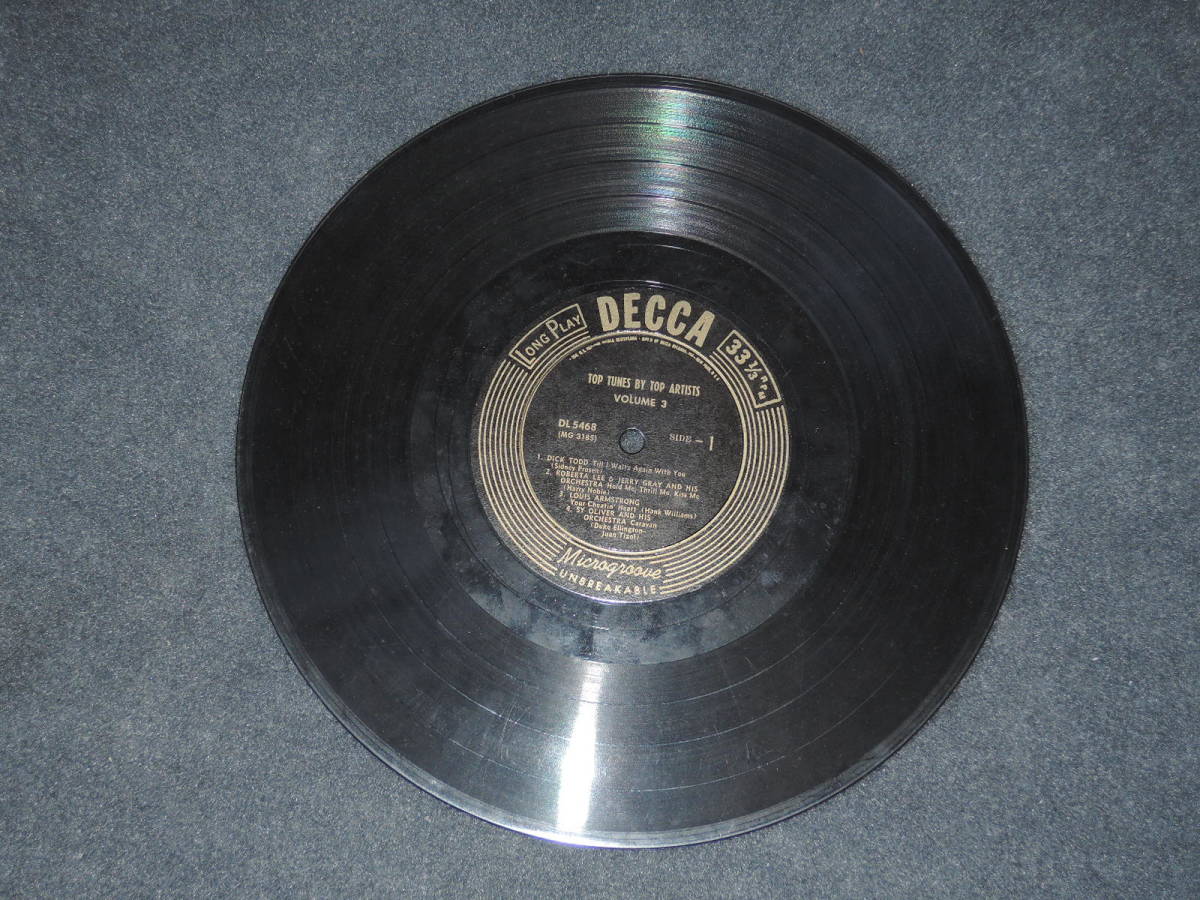 DECCA
LONG PLAY
33 1/3 RPM
TOP TUNES BY TOP ARTISTS
VOLUME 3
DL 5468
(MG 3185)
SIDE - 1
1. DICK TODD Till I Waltz Again With You
(Sidney Prosen)
2. ROBERTA LEE & JERRY GRAY AND HIS
ORCHESTRA Hold Me, Thrill Me, Kiss Me
(Harry Noble)
3. LOUIS ARMSTRONG
Your Cheatin' Heart (Hank Williams)
4. SY OLIVER AND HIS
ORCHESTRA Caravan
(Duke Ellington-
Juan Tizol)
Microgroove
UNBREAKABLE